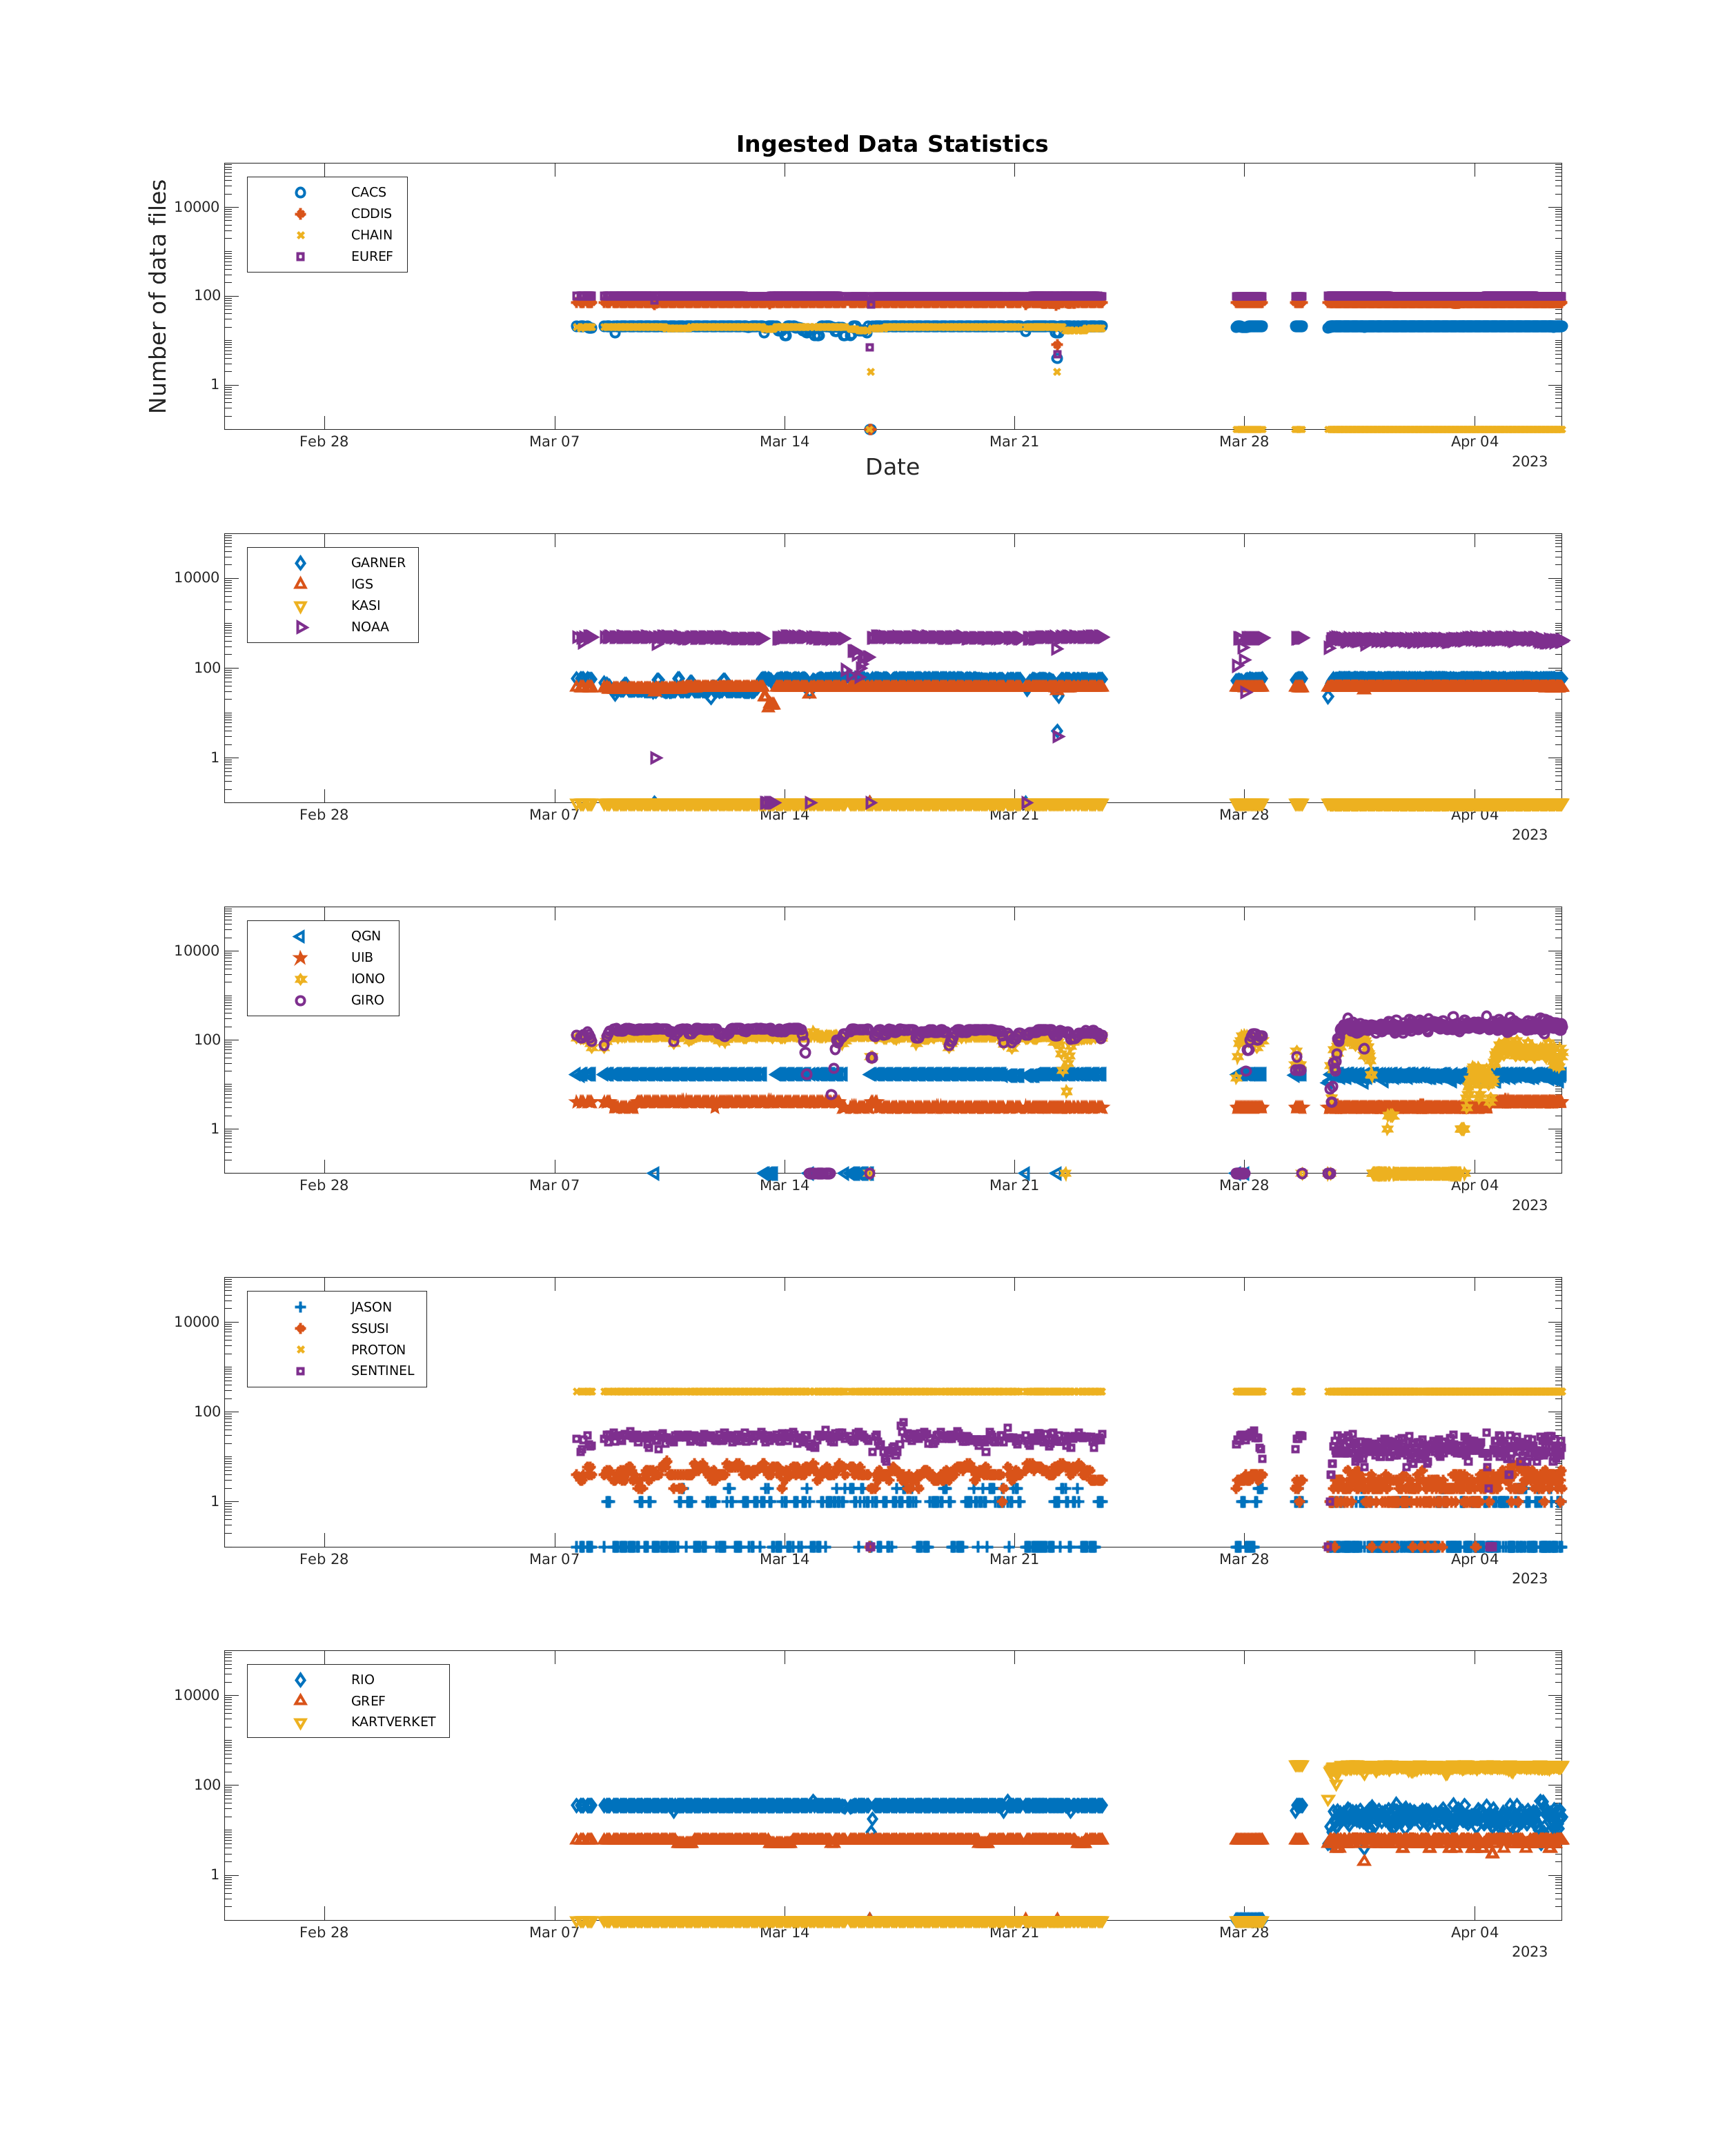 Ingested Data Statistics
Number of data files
CACS
CDDIS
CHAIN
EUREF
10000
100
1
Feb 28 Mar 07 Mar 14 Mar 21 Mar 28 Apr 04
2023
Date
GARNER
IGS
KASI
NOAA
10000
100
1
Feb 28 Mar 07 Mar 14 Mar 21 Mar 28 Apr 04
2023
QGN
UIB
IONO
GIRO
10000
100
1
Feb 28 Mar 07 Mar 14 Mar 21 Mar 28 Apr 04
2023
JASON
SSUSI
PROTON
SENTINEL
10000
100
1
Feb 28 Mar 07 Mar 14 Mar 21 Mar 28 Apr 04
2023
RIO
GREF
KARTVERKET
10000
100
1
Feb 28 Mar 07 Mar 14 Mar 21 Mar 28 Apr 04
2023